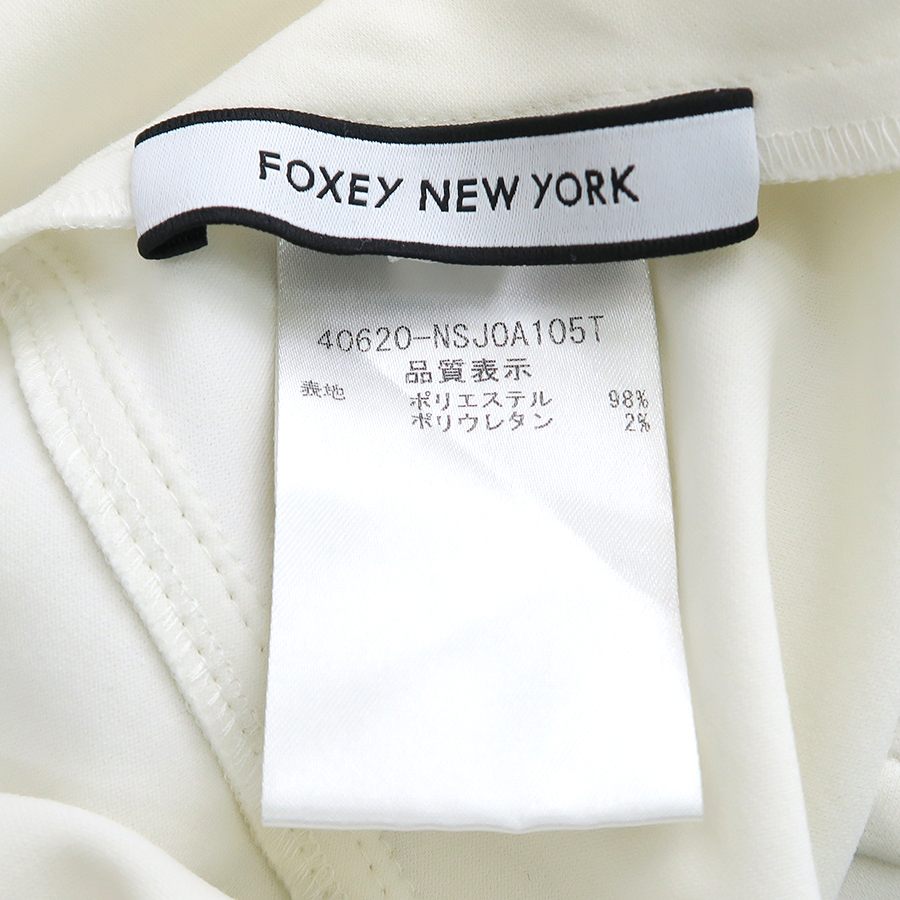 FOXEY NEW YORK
40620-NSJOA105T
品質表示
表地 ポリエステル 98%
ポリウレタン 2%